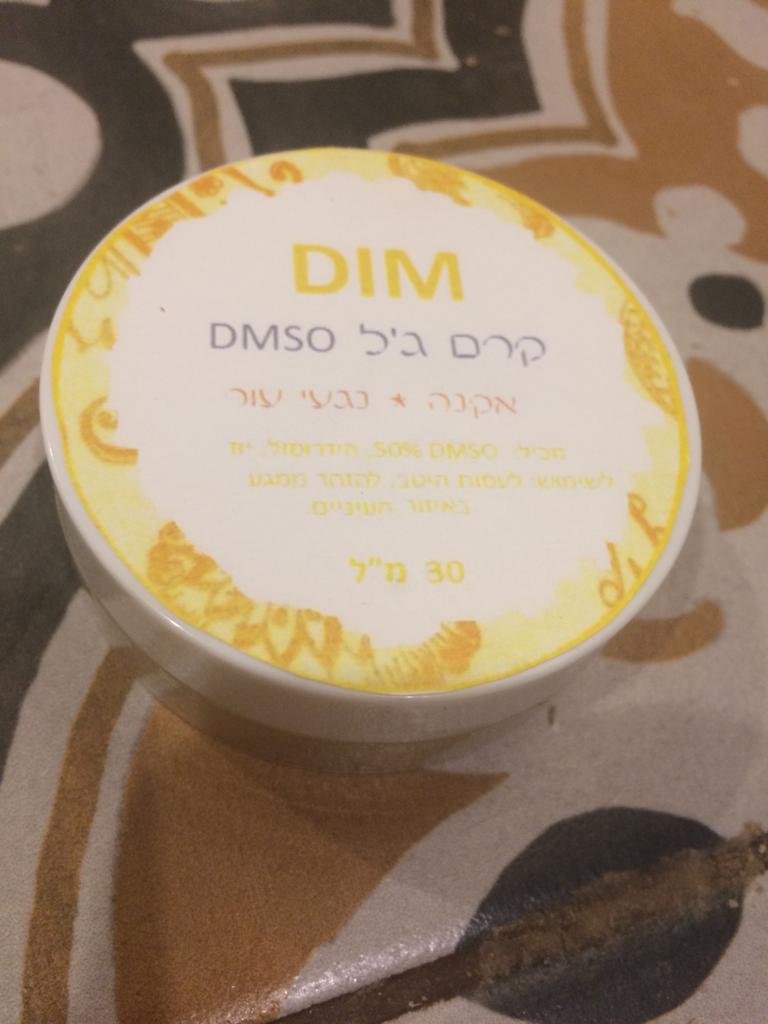 DIM
קרם ג'ל DMSO
אקנה * נגעי עור
מכיל: 50% DMSO, הידרוסול, יוד
לשימוש: לעסות היטב, להזהר ממגע
באיזור העיניים.
30 מ"ל